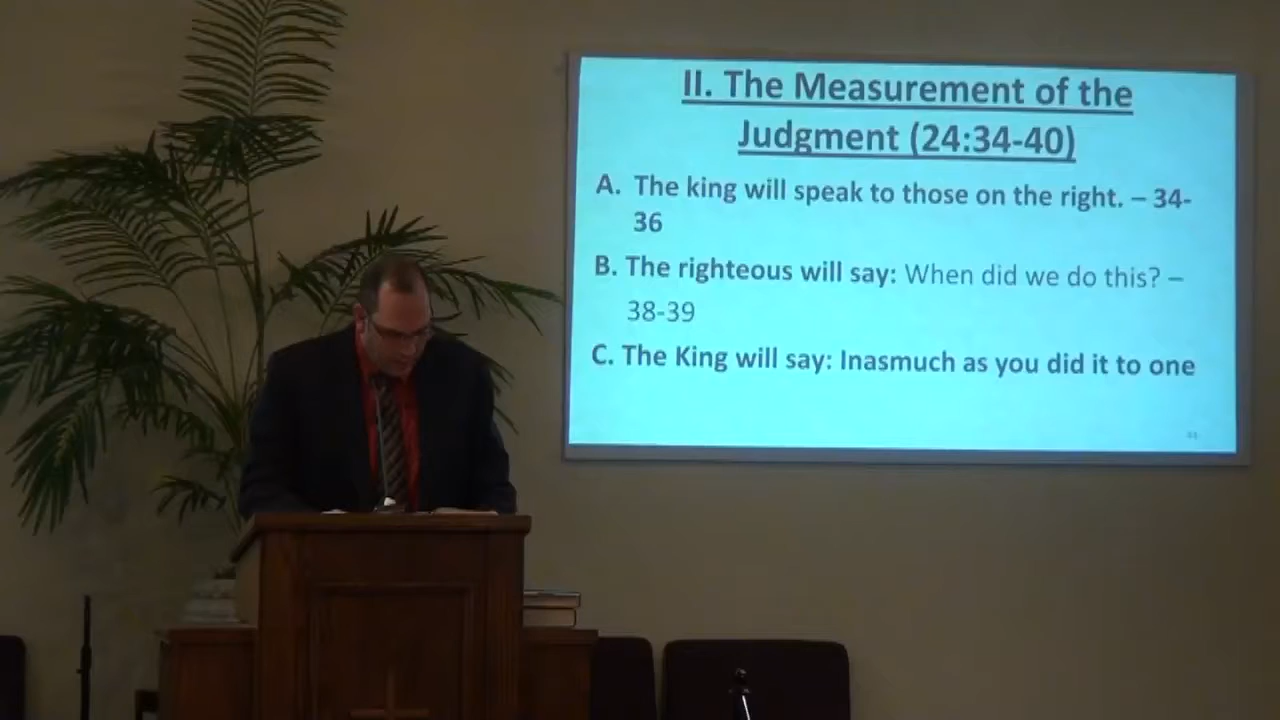 II. The Measurement of the
Judgment (24:34-40)
A. The king will speak to those on the right. – 34-
36
B. The righteous will say: When did we do this? –
38-39
C. The King will say: Inasmuch as you did it to one